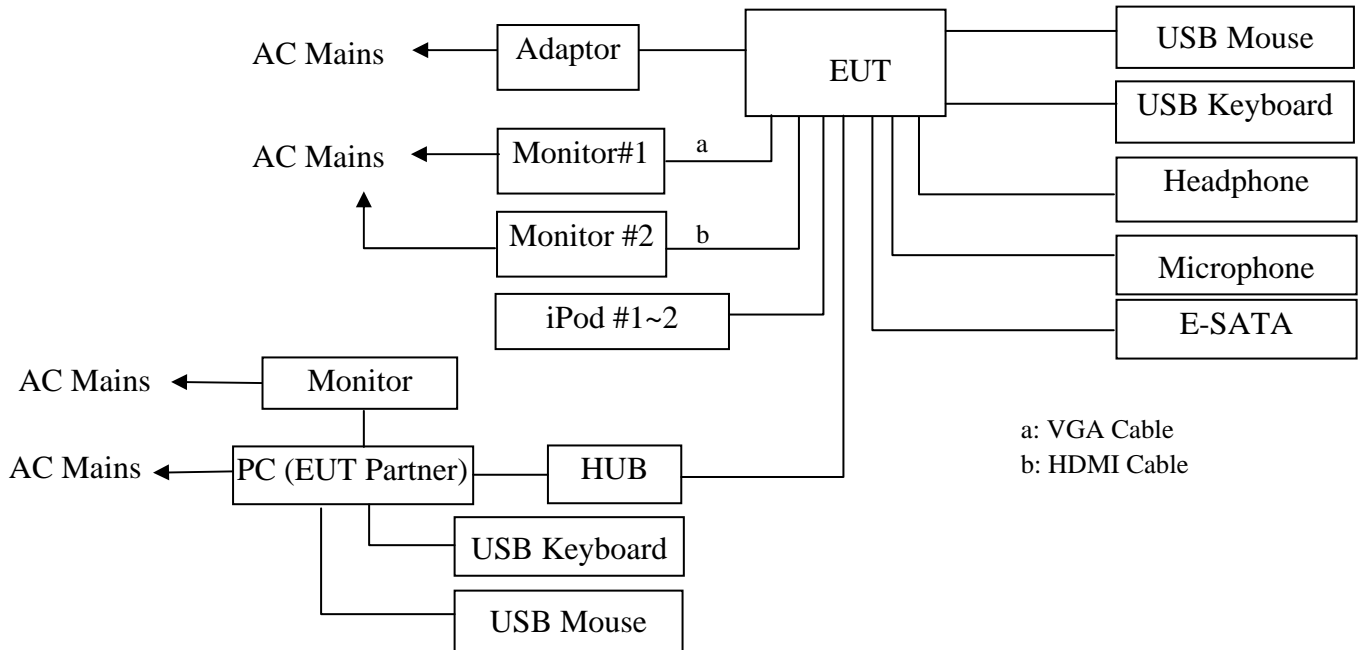 AC Mains
Adaptor
EUT
USB Mouse
USB Keyboard
AC Mains
Monitor#1
a
Headphone
Monitor #2
b
Microphone
iPod #1~2
E-SATA
AC Mains
Monitor
a: VGA Cable
b: HDMI Cable
AC Mains
PC (EUT Partner)
HUB
USB Keyboard
USB Mouse